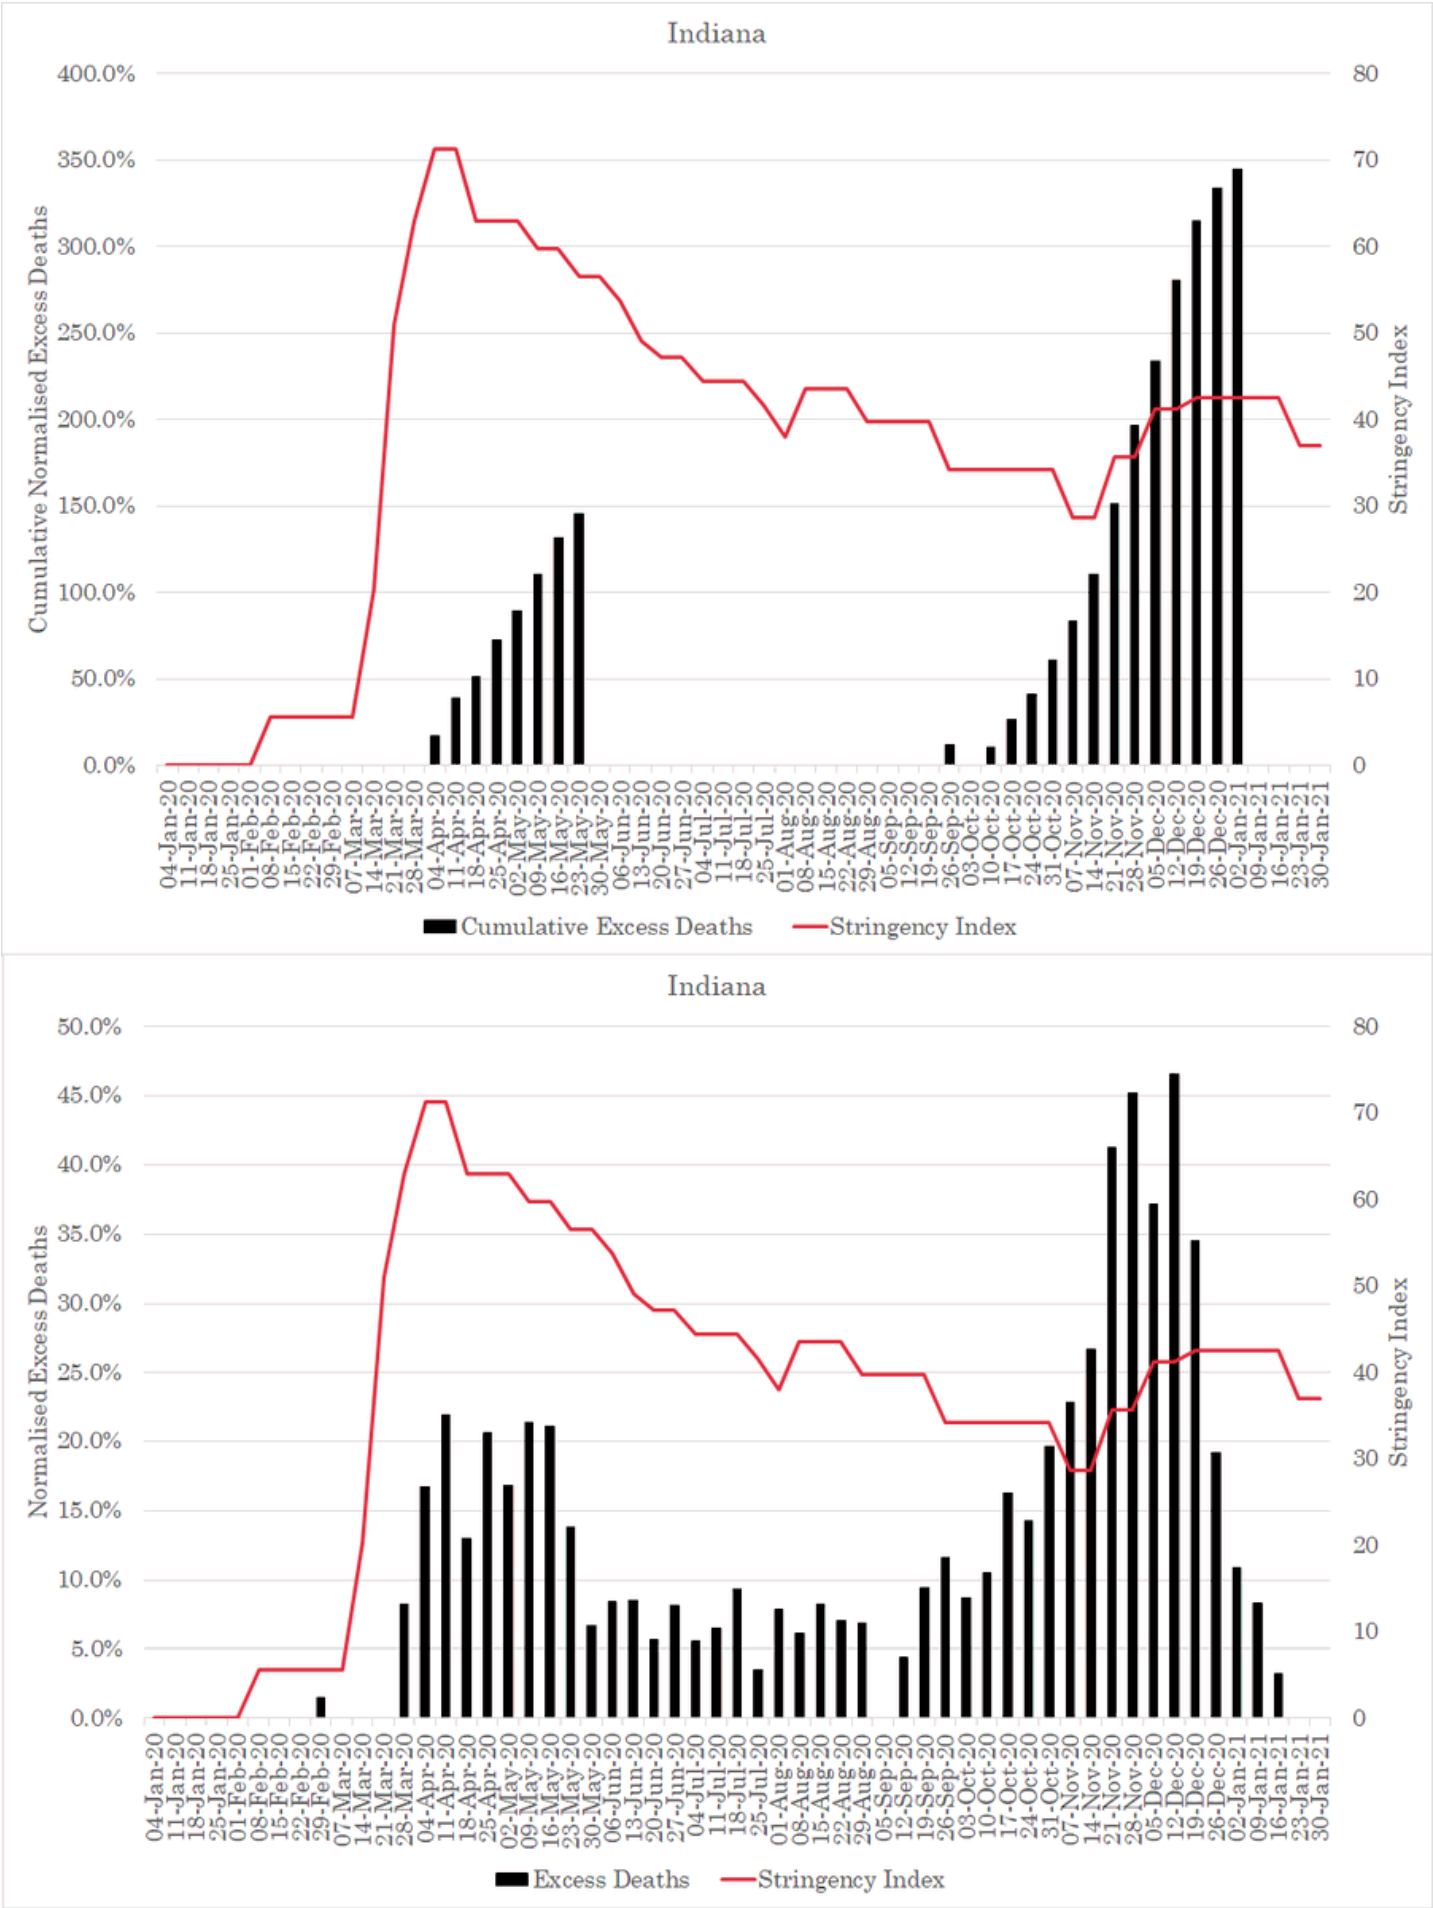 Indiana
400.0%
350.0%
300.0%
250.0%
200.0%
150.0%
100.0%
50.0%
0.0%
Cumulative Normalised Excess Deaths
80
70
60
50
40
30
20
10
0
Stringency Index
04-Jan-20
11-Jan-20
18-Jan-20
25-Jan-20
01-Feb-20
08-Feb-20
15-Feb-20
22-Feb-20
29-Feb-20
07-Mar-20
14-Mar-20
21-Mar-20
28-Mar-20
04-Apr-20
11-Apr-20
18-Apr-20
25-Apr-20
02-May-20
09-May-20
16-May-20
23-May-20
30-May-20
06-Jun-20
13-Jun-20
20-Jun-20
27-Jun-20
04-Jul-20
11-Jul-20
18-Jul-20
25-Jul-20
01-Aug-20
08-Aug-20
15-Aug-20
22-Aug-20
29-Aug-20
05-Sep-20
12-Sep-20
19-Sep-20
26-Sep-20
03-Oct-20
10-Oct-20
17-Oct-20
24-Oct-20
31-Oct-20
07-Nov-20
14-Nov-20
21-Nov-20
28-Nov-20
05-Dec-20
12-Dec-20
19-Dec-20
26-Dec-20
02-Jan-21
09-Jan-21
16-Jan-21
23-Jan-21
30-Jan-21
Cumulative Excess Deaths
Stringency Index
Indiana
50.0%
45.0%
40.0%
35.0%
30.0%
25.0%
20.0%
15.0%
10.0%
5.0%
0.0%
Normalised Excess Deaths
80
70
60
50
40
30
20
10
0
Stringency Index
04-Jan-20
11-Jan-20
18-Jan-20
25-Jan-20
01-Feb-20
08-Feb-20
15-Feb-20
22-Feb-20
29-Feb-20
07-Mar-20
14-Mar-20
21-Mar-20
28-Mar-20
04-Apr-20
11-Apr-20
18-Apr-20
25-Apr-20
02-May-20
09-May-20
16-May-20
23-May-20
30-May-20
06-Jun-20
13-Jun-20
20-Jun-20
27-Jun-20
04-Jul-20
11-Jul-20
18-Jul-20
25-Jul-20
01-Aug-20
08-Aug-20
15-Aug-20
22-Aug-20
29-Aug-20
05-Sep-20
12-Sep-20
19-Sep-20
26-Sep-20
03-Oct-20
10-Oct-20
17-Oct-20
24-Oct-20
31-Oct-20
07-Nov-20
14-Nov-20
21-Nov-20
28-Nov-20
05-Dec-20
12-Dec-20
19-Dec-20
26-Dec-20
02-Jan-21
09-Jan-21
16-Jan-21
23-Jan-21
30-Jan-21
Excess Deaths
Stringency Index